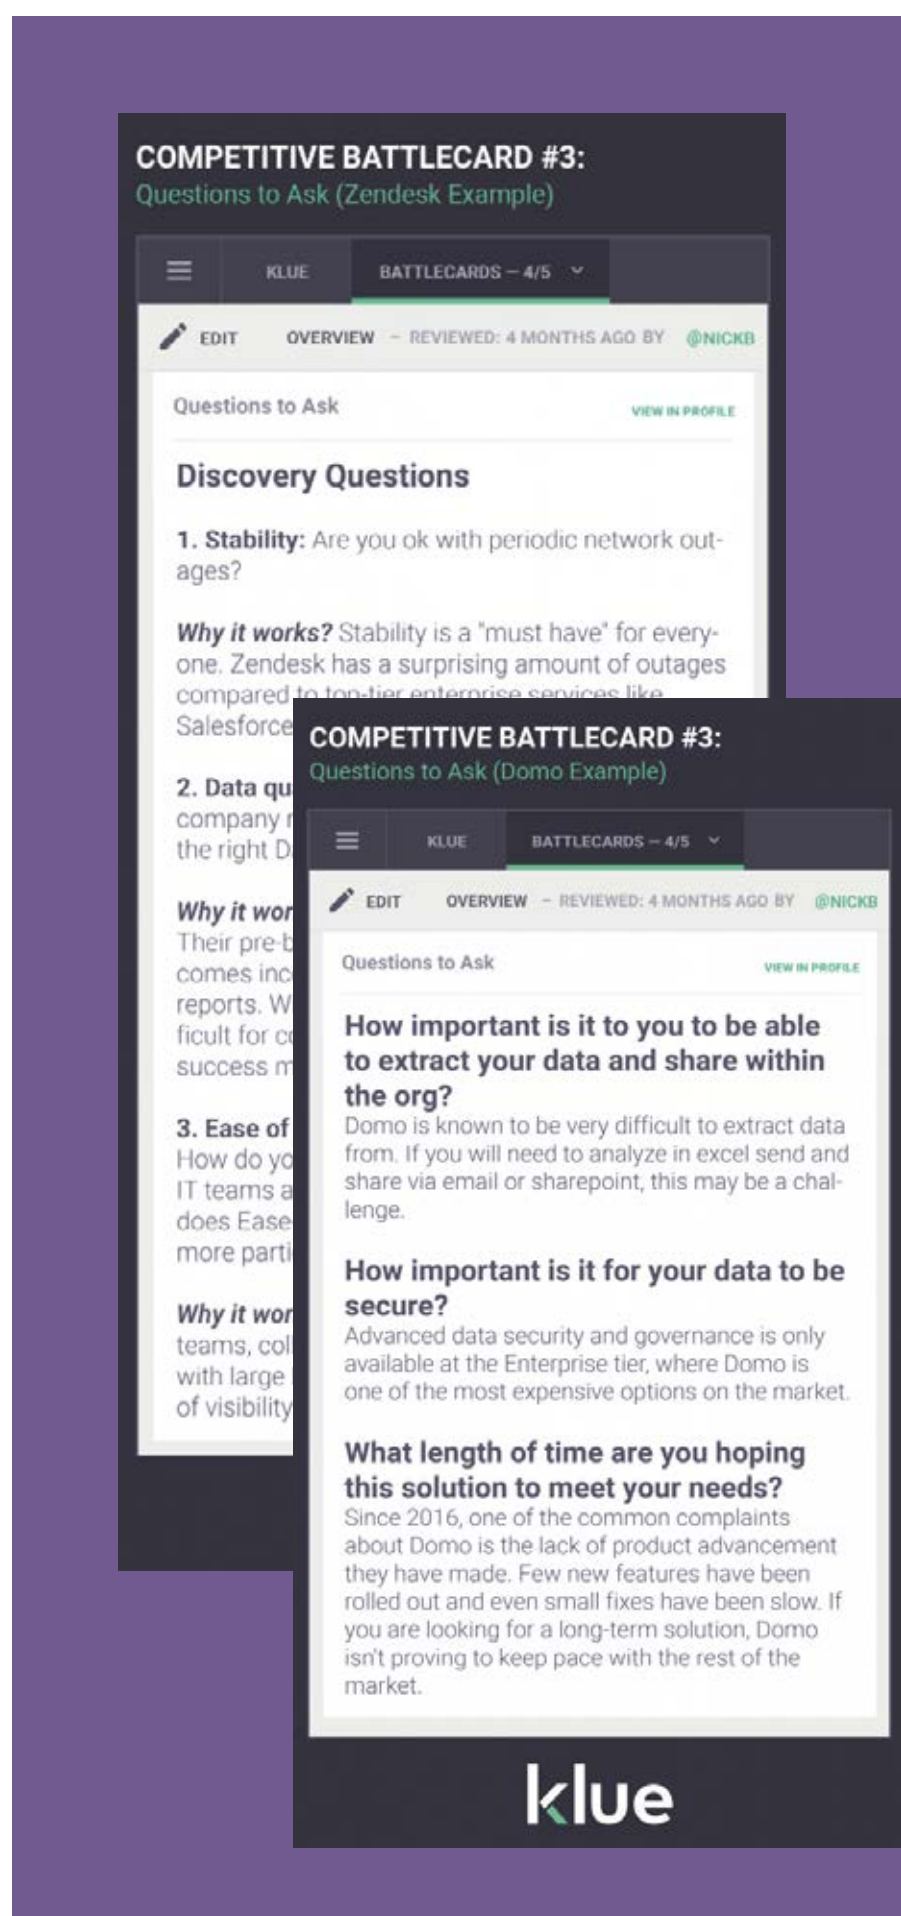 COMPETITIVE BATTLECARD #3:
Questions to Ask (Zendesk Example)
KLUE
BATTLECARDS – 4/5
EDIT
OVERVIEW – REVIEWED: 4 MONTHS AGO BY @NICKB
Questions to Ask
VIEW IN PROFILE
Discovery Questions
1. Stability: Are you ok with periodic network out-
ages?
Why it works? Stability is a "must have" for every-
one. Zendesk has a surprising amount of outages
compared to top-tier enterprise services like
Salesforce
2. Data
company
the right
Why it
Their
comes
reports.
ficult for
success
3. Ease of
How do
IT teams
does
more
Why it
teams,
with large
of visibility
COMPETITIVE BATTLECARD #3:
Questions to Ask (Domo Example)
KLUE
BATTLECARDS – 4/5
EDIT
OVERVIEW – REVIEWED: 4 MONTHS AGO BY @NICKB
Questions to Ask
VIEW IN PROFILE
How important is it to you to be able
to extract your data and share within
the org?
Domo is known to be very difficult to extract data
from. If you will need to analyze in excel send and
share via email or sharepoint, this may be a chal-
lenge.
How important is it for your data to be
secure?
Advanced data security and governance is only
available at the Enterprise tier, where Domo is
one of the most expensive options on the market.
What length of time are you hoping
this solution to meet your needs?
Since 2016, one of the common complaints
about Domo is the lack of product advancement
they have made. Few new features have been
rolled out and even small fixes have been slow. If
you are looking for a long-term solution, Domo
isn't proving to keep pace with the rest of the
market.
klue